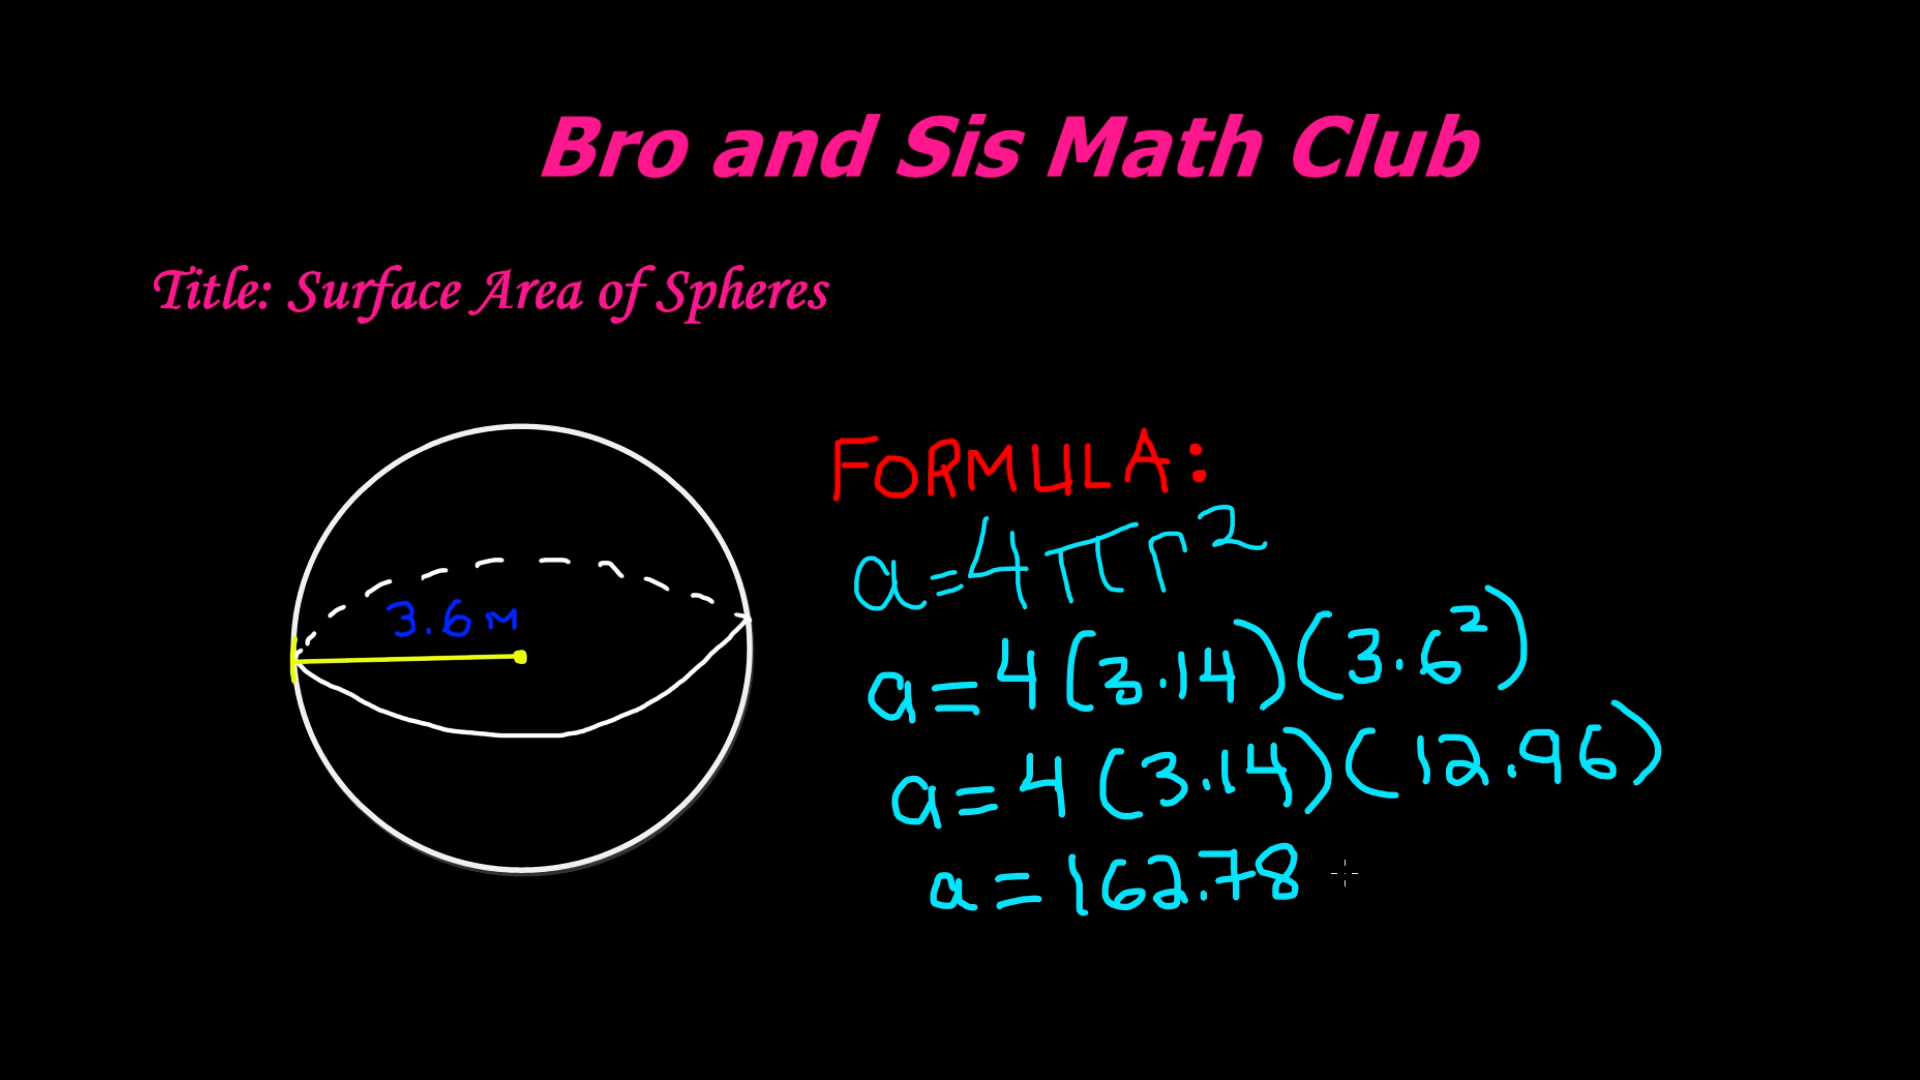 Bro and Sis Math Club
Title: Surface Area of Spheres
FORMULA:
a=4πr²
3.6 M
a=4(3.14)(3.6²)
a=4(3.14)(12.96)
a=162.78